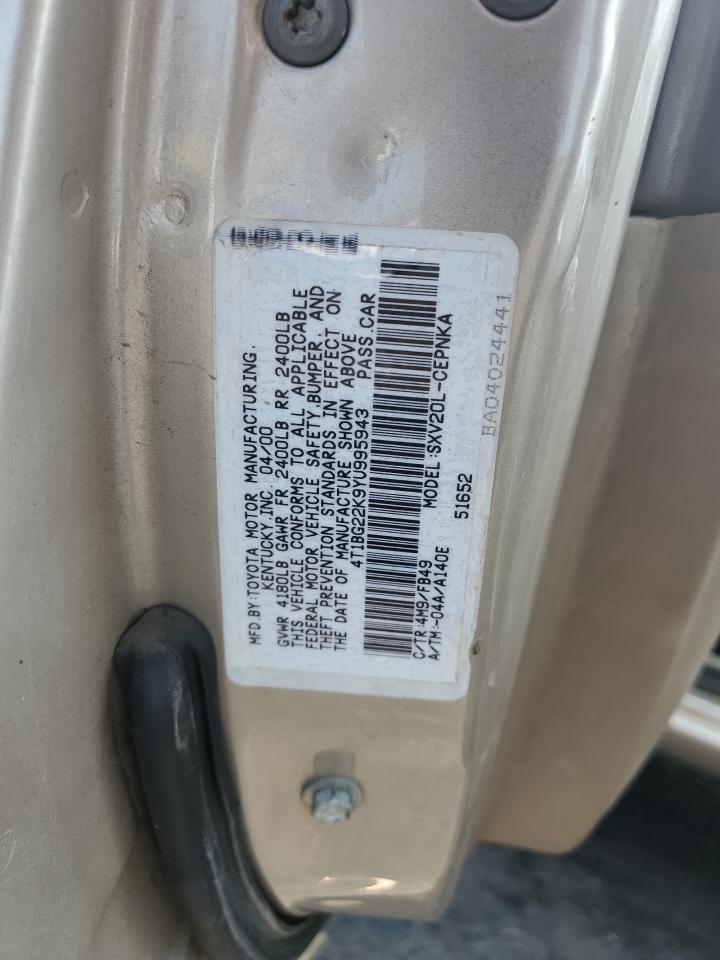 MFD.BY:TOYOTA MOTOR MANUFACTURING.
KENTUCKY,INC. 04/00
GVWR 4180LB GAWR FR 2400LB RR 2400LB
THIS VEHICLE CONFORMS TO ALL APPLICABLE
FEDERAL MOTOR VEHICLE SAFETY,BUMPER, AND
THEFT PREVENTION STANDARDS IN EFFECT ON
THE DATE OF MANUFACTURE SHOWN ABOVE
4T1BG22K9YU995943 PASS.CAR
C/TR:4M9/FB49 MODEL:SXV20L-CEPNKA
A/TM:-04A/A140E 51652
BA04024441